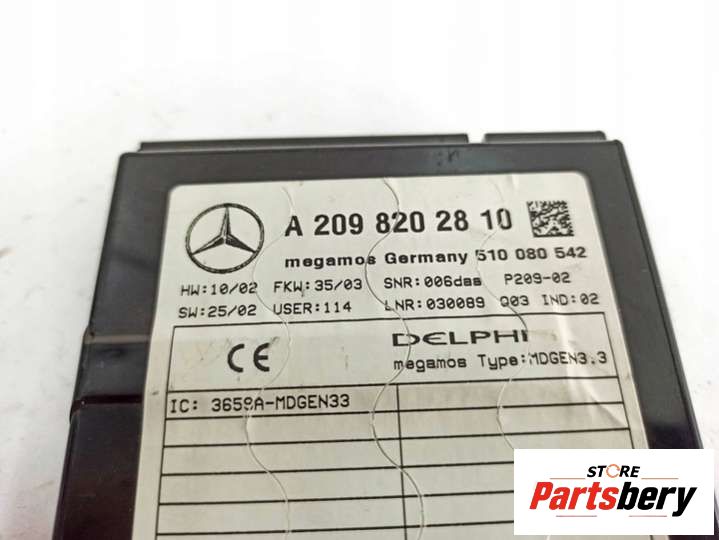 A 209 820 28 10
megamos Germany 510 080 542
HW:10/02 FKW:35/03 SNR:006daa P209-02
SW:25/02 USER:114 LNR:030089 Q03 IND:02
CE DELPHI
megamos Type:MDGEN3.3
IC: 3659A-MDGEN33
STORE
Partsbery